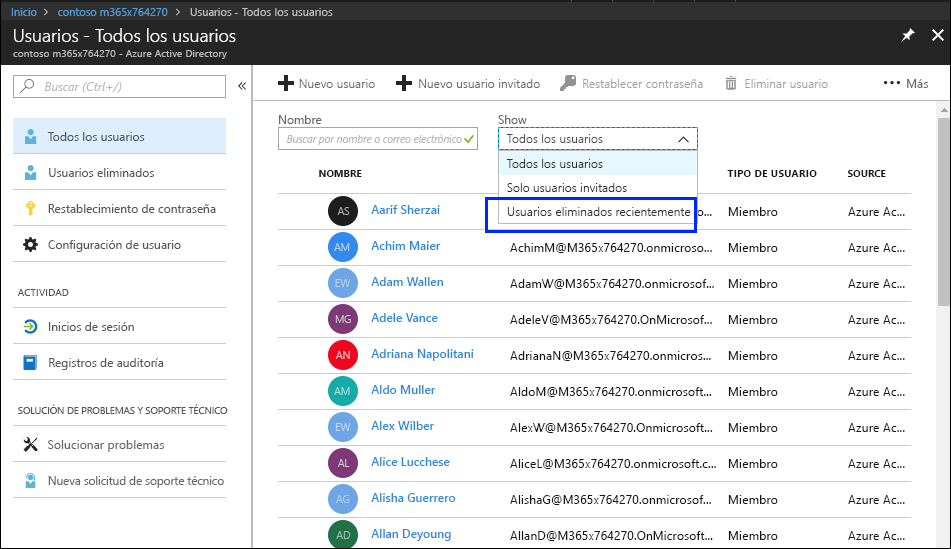 Inicio > contoso m365x764270 > Usuarios - Todos los usuarios
Usuarios - Todos los usuarios
contoso m365x764270 - Azure Active Directory
Buscar (Ctrl+/)
Todos los usuarios
Usuarios eliminados
Restablecimiento de contraseña
Configuración de usuario
ACTIVIDAD
Inicios de sesión
Registros de auditoría
SOLUCIÓN DE PROBLEMAS Y SOPORTE TÉCNICO
Solucionar problemas
Nueva solicitud de soporte técnico
Nuevo usuario Nuevo usuario invitado Restablecer contraseña Eliminar usuario ••• Más
Nombre Show
Buscar por nombre o correo electrónico Todos los usuarios
Todos los usuarios
Solo usuarios invitados
Usuarios eliminados recientemente
NOMBRE TIPO DE USUARIO SOURCE
AS Aarif Sherzai o... Miembro Azure Ac...
AM Achim Maier AchimM@M365x764270.onmicroso... Miembro Azure Ac...
EW Adam Wallen AdamW@M365x764270.onmicrosoft... Miembro Azure Ac...
MG Adele Vance AdeleV@M365x764270.OnMicrosof... Miembro Azure Ac...
AN Adriana Napolitani AdrianaN@M365x764270.onmicros... Miembro Azure Ac...
AM Aldo Muller AldoM@M365x764270.onmicrosoft... Miembro Azure Ac...
EW Alex Wilber AlexW@M365x764270.onmicrosoft... Miembro Azure Ac...
AL Alice Lucchese AliceL@M365x764270.onmicrosoft.c... Miembro Azure Ac...
AG Alisha Guerrero AlishaG@M365x764270.onmicrosof... Miembro Azure Ac...
AD Allan Deyoung AllanD@M365x764270.onmicrosoft... Miembro Azure Ac...